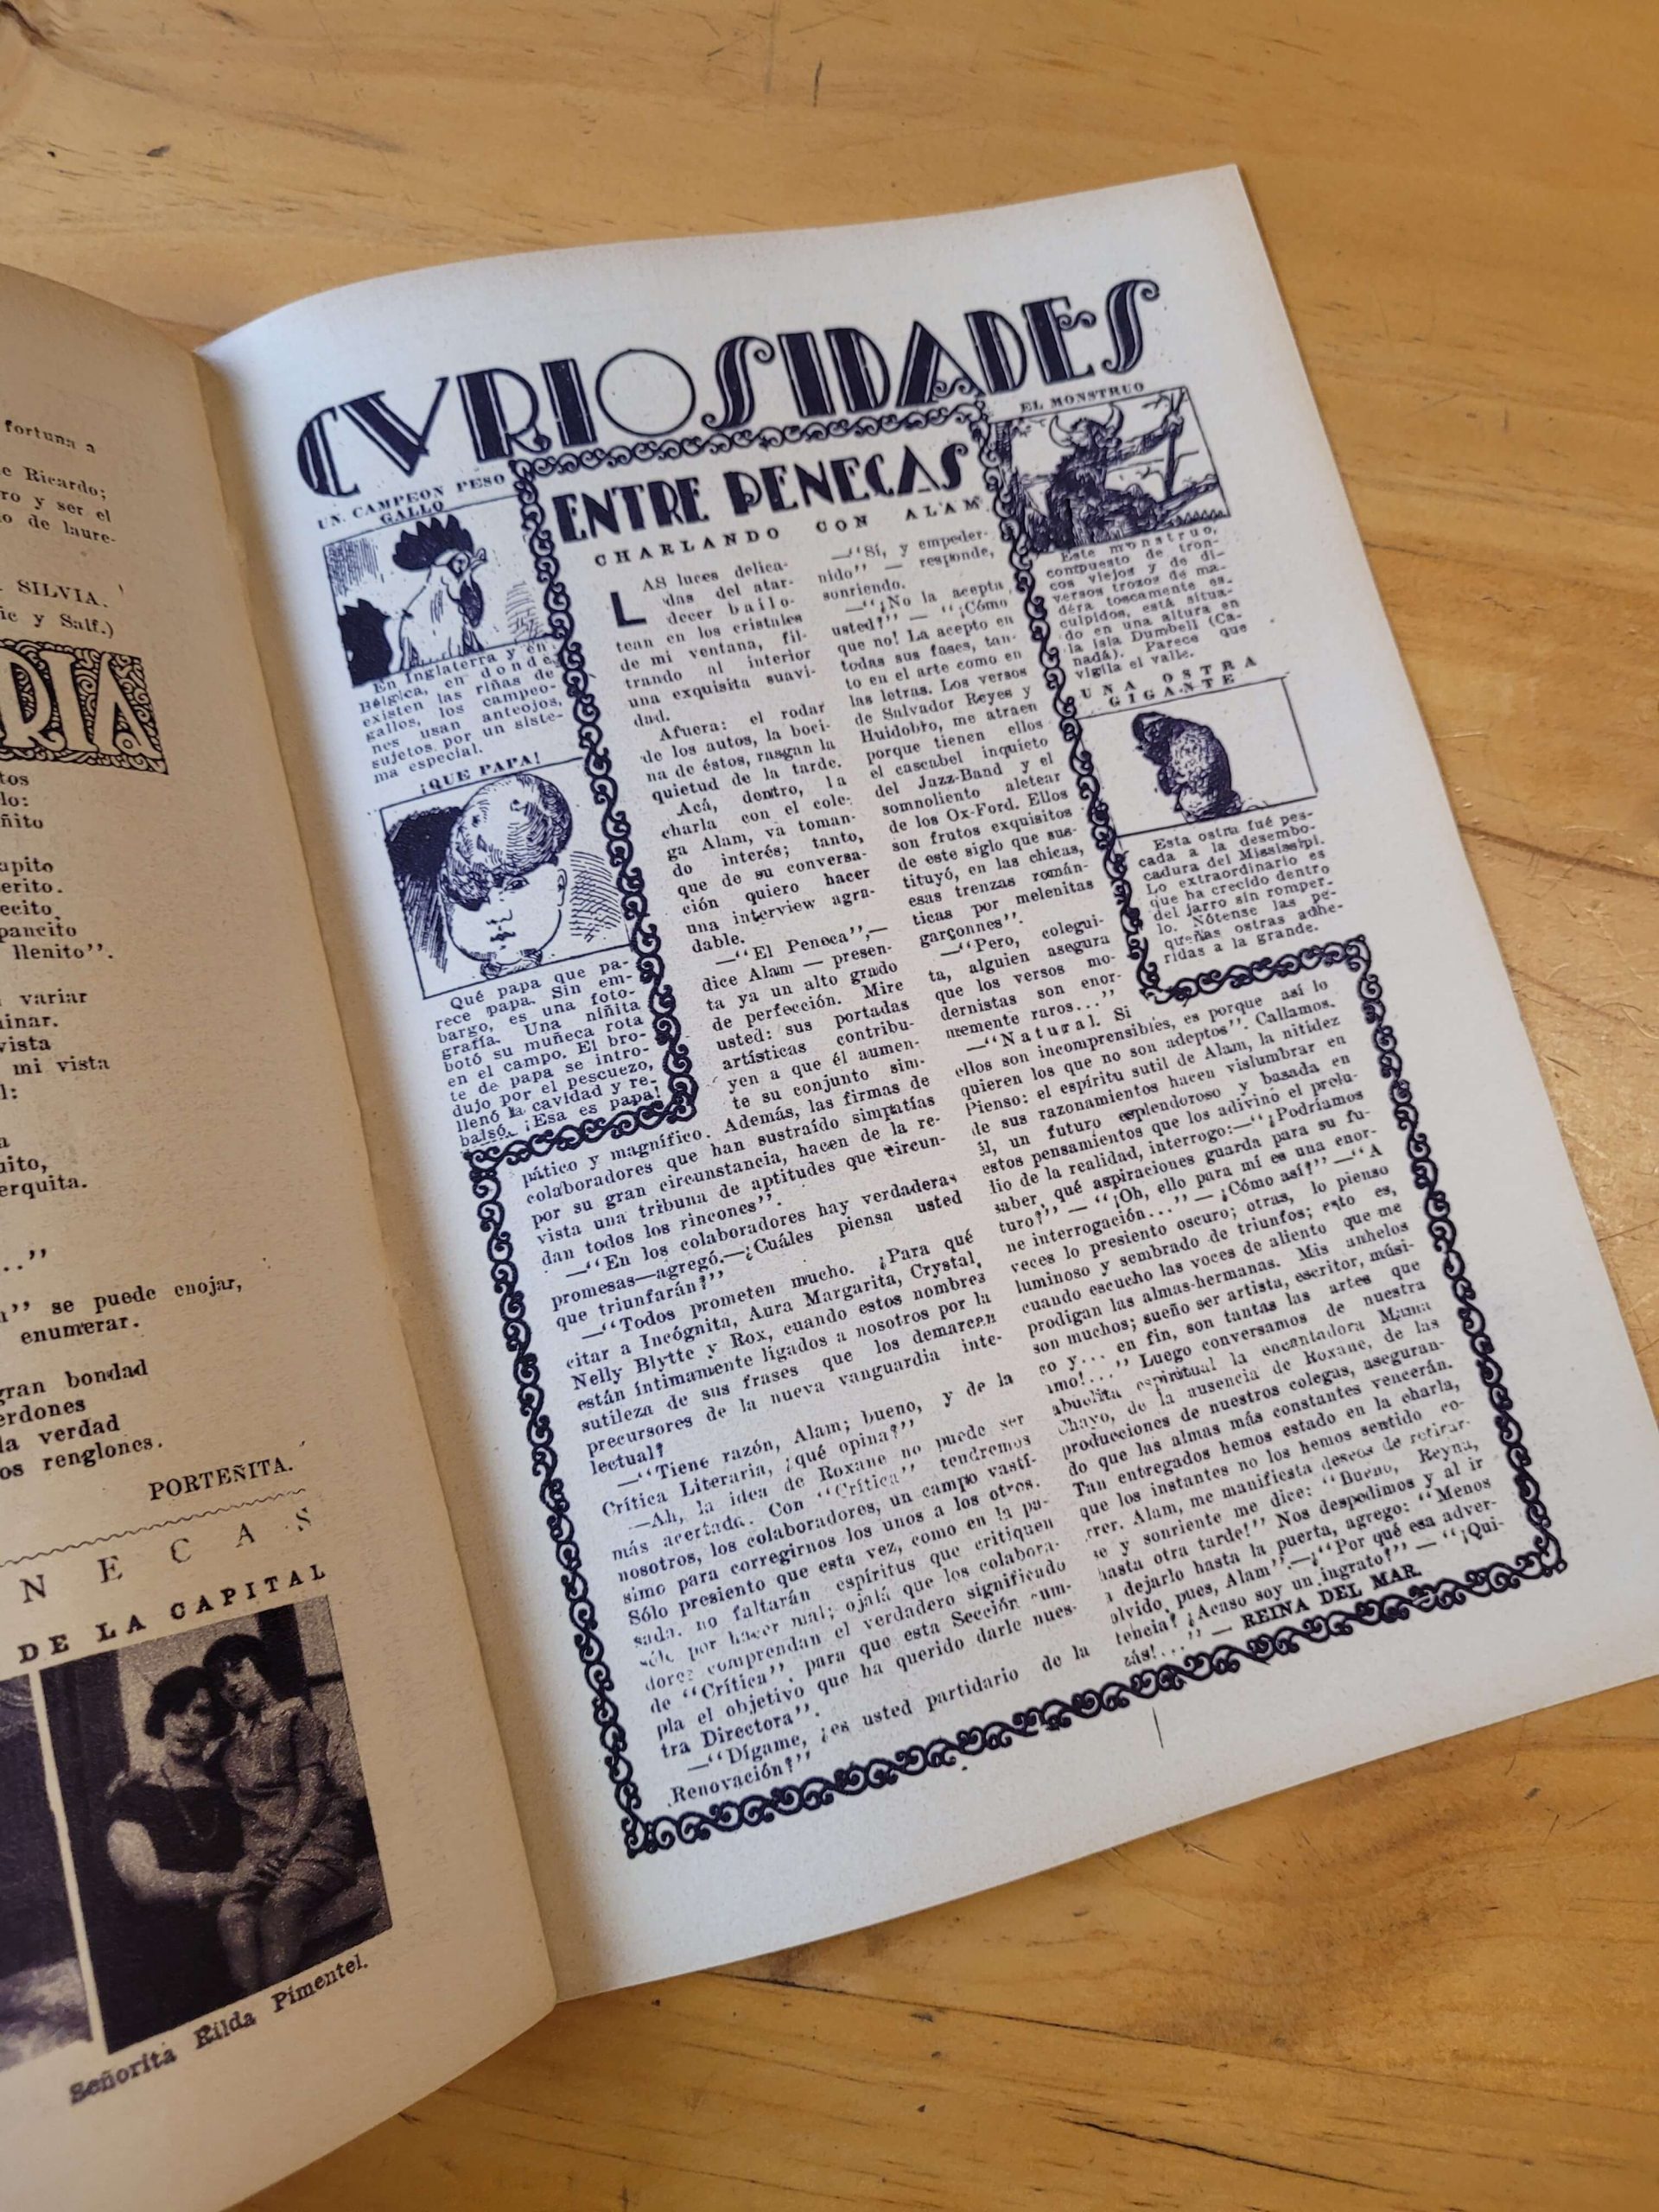 fortuna a
e Ricardo;
ro y ser el
o de laure-
SILVIA.
ie y Salf.)
RIA
tos
lo:
ñito
apito
erito.
ecito
pancito
llenito".
variar
inar.
vista
mi vista
l:
a
uito,
erquita.
..."
a" se puede enojar,
enumerar.
gran bondad
erdones
la verdad
os renglones.
PORTEÑITA.
N E C A S
DE LA CAPITAL
Señorita Rilda Pimentel.
CVRIOSIDADES
UN CAMPEON PESO
GALLO
En Inglaterra y en
Bélgica, en donde
existen las riñas de
gallos, los campeo-
nes usan anteojos,
sujetos por un siste-
ma especial.
¡QUE PAPA!
Qué papa que pa-
rece papa. Sin em-
bargo, es una foto-
grafía. Una niñita
botó su muñeca rota
en el campo. El bro-
te de papa se intro-
dujo por el pescuezo,
llenó la cavidad y re-
balsó. ¡Esa es papa!
ENTRE PENECAS
CHARLANDO CON ALAM
LAS luces delica-
das del atar-
decer bailo-
tean en los cristales
de mi ventana, fil-
trando al interior
una exquisita suavi-
dad.
Afuera: el rodar
de los autos, la boci-
na de éstos, rasgan la
quietud de la tarde.
Acá, dentro, la
charla con el cole-
ga Alam, va toman-
do interés; tanto,
que de su conversa-
ción quiero hacer
una interview agra-
dable.
—"El Peneca",—
dice Alam — presen-
ta ya un alto grado
de perfección. Mire
usted: sus portadas
artísticas contribu-
yen a que él aumen-
te su conjunto sim-
pático y magnífico. Además, las firmas de
colaboradores que han sustraído simpatías
por su gran circunstancia, hacen de la re-
vista una tribuna de aptitudes que circun-
dan todos los rincones".
—"En los colaboradores hay verdaderas
promesas—agregó.—¿Cuáles piensa usted
que triunfarán?"
—"Todos prometen mucho. ¿Para qué
citar a Incógnita, Aura Margarita, Crystal,
Nelly Blytte y Rox, cuando estos nombres
están íntimamente ligados a nosotros por la
sutileza de sus frases que los demarcan
precursores de la nueva vanguardia inte-
lectual?
—"Tiene razón, Alam; bueno, y de la
Crítica Literaria, ¿qué opina?"
—Ah, la idea de Roxane no puede ser
más acertada. Con "Crítica" tendremos
nosotros, los colaboradores, un campo vastí-
simo para corregirnos los unos a los otros.
Sólo presiento que esta vez, como en la pa-
sada, no faltarán espíritus que critiquen
sólo por hacer mal; ojalá que los colabora-
dores comprendan el verdadero significado
de "Crítica", para que esta Sección cum-
pla el objetivo que ha querido darle nues-
tra Directora".
—"Dígame, ¿es usted partidario de la
Renovación?"
—"Sí, y empeder-
nido" — responde,
sonriendo.
—"¿No la acepta
usted?" — "¡Cómo
que no! La acepto en
todas sus fases, tan-
to en el arte como en
las letras. Los versos
de Salvador Reyes y
Huidobro, me atraen
porque tienen ellos
el cascabel inquieto
del Jazz-Band y el
somnoliento aletear
de los Ox-Ford. Ellos
son frutos exquisitos
de este siglo que sus-
tituyó, en las chicas,
esas trenzas román-
ticas por melenitas
garçonnes".
—"Pero, colegui-
ta, alguien asegura
que los versos mo-
dernistas son enor-
memente raros..."
—"Natural. Si
ellos son incomprensibles, es porque así lo
quieren los que no son adeptos". Callamos.
Pienso: el espíritu sutil de Alam, la nitidez
de sus razonamientos hacen vislumbrar en
él, un futuro esplendoroso y basada en
estos pensamientos que los adivino el prelu-
dio de la realidad, interrogo:—"¿Podríamos
saber qué aspiraciones guarda para su fu-
turo?" — "¡Oh, ello para mí es una enor-
me interrogación..." — ¿Cómo así?" —"A
veces lo presiento oscuro; otras, lo pienso
luminoso y sembrado de triunfos; esto es,
cuando escucho las voces de aliento que me
prodigan las almas-hermanas. Mis anhelos
son muchos; sueño ser artista, escritor, músi-
co y... en fin, son tantas las artes que
amo!..." Luego conversamos de nuestra
abuelita espiritual la encantadora Mama
Chayo, de la ausencia de Roxane, de las
producciones de nuestros colegas, aseguran-
do que las almas más constantes vencerán.
Tan entregados hemos estado en la charla,
que los instantes no los hemos sentido co-
rrer. Alam, me manifiesta deseos de retirar-
se y sonriente me dice: "Bueno, Reyna,
hasta otra tarde!" Nos despedimos y al ir
a dejarlo hasta la puerta, agrego: "Menos
olvido, pues, Alam".—¡"Por qué esa adver-
tencia? ¿Acaso soy un ingrato?" — "¡Qui-
zás!..." — REINA DEL MAR.
EL MONSTRUO
Este monstruo,
compuesto de tron-
cos viejos y de di-
versos trozos de ma-
dera toscamente es-
culpidos, está situa-
do en una altura en
la isla Dumbell (Ca-
nadá). Parece que
vigila el valle.
UNA OSTRA
GIGANTE
Esta ostra fué pes-
cada a la desembo-
cadura del Mississipi.
Lo extraordinario es
que ha crecido dentro
del jarro sin romper-
lo. Nótense las pe-
queñas ostras adhe-
ridas a la grande.